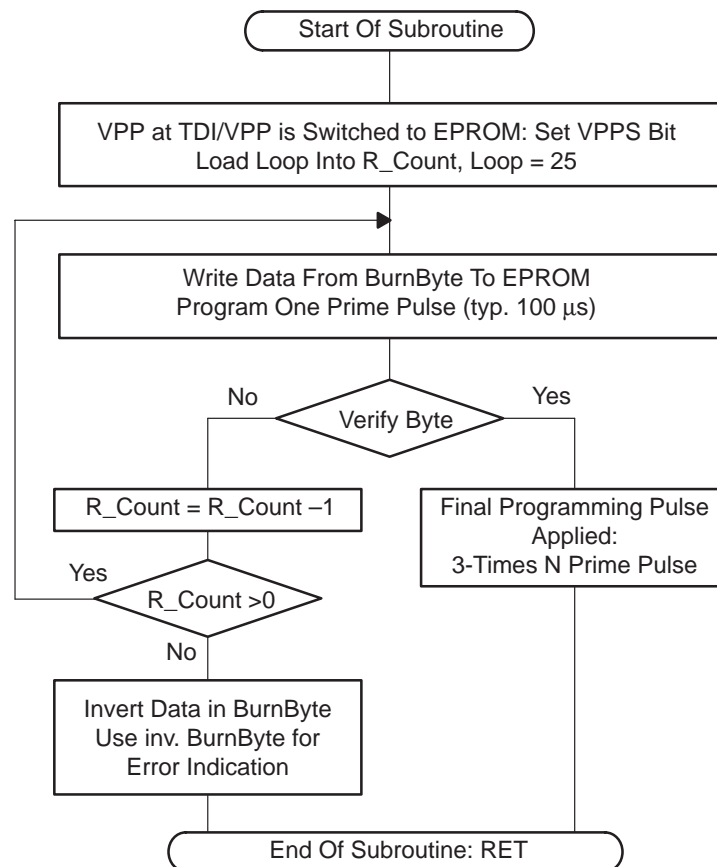 Start Of Subroutine
VPP at TDI/VPP is Switched to EPROM: Set VPPS Bit
Load Loop Into R_Count, Loop = 25
Write Data From BurnByte To EPROM
Program One Prime Pulse (typ. 100 μs)
No
Yes
Verify Byte
R_Count = R_Count –1
Final Programming Pulse
Applied:
3-Times N Prime Pulse
Yes
R_Count >0
No
Invert Data in BurnByte
Use inv. BurnByte for
Error Indication
End Of Subroutine: RET